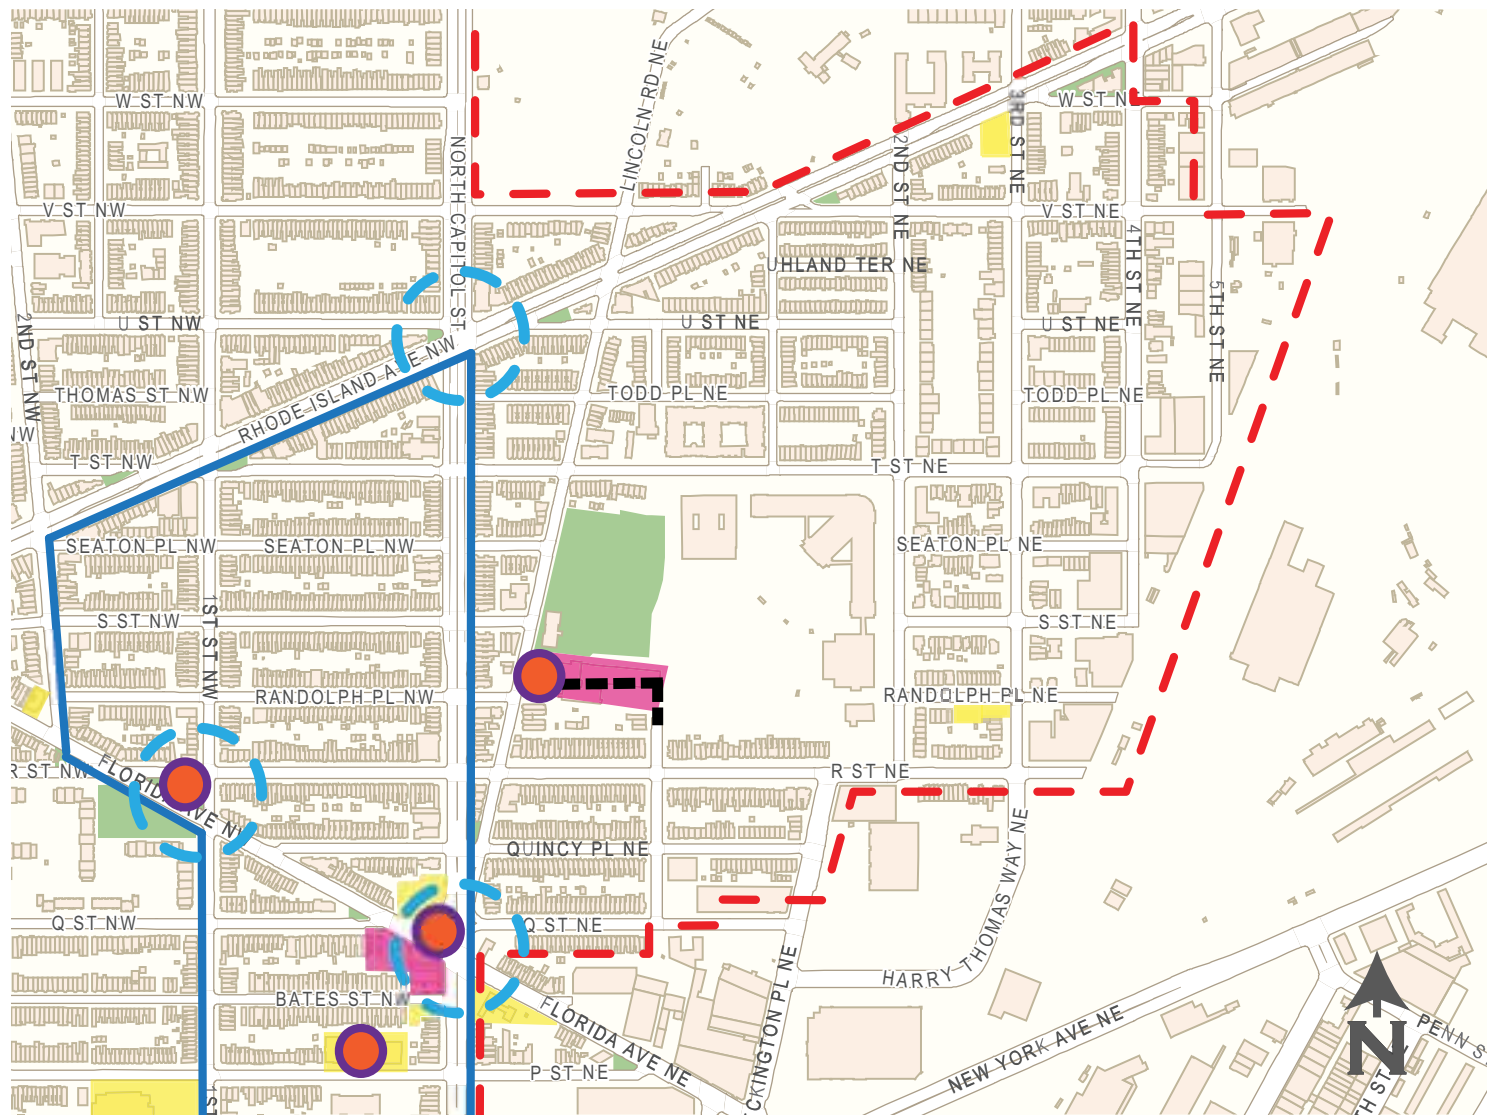 W ST NW
NORTH CAPITOL ST
LINCOLN RD NE
2ND ST NE
3RD ST NE
W ST NE
V ST NW
V ST NE
4TH ST NE
5TH ST NE
UHLAND TER NE
2ND ST NW
U ST NW
U ST NE
U ST NE
RHODE ISLAND AVE NW
THOMAS ST NW
TODD PL NE
TODD PL NE
NW
T ST NW
T ST NE
SEATON PL NW
SEATON PL NW
SEATON PL NE
1ST ST NW
S ST NW
S ST NE
RANDOLPH PL NW
RANDOLPH PL NE
R ST NW
FLORIDA AVE N
R ST NE
QUINCY PL NE
HARRY THOMAS WAY NE
Q ST NW
Q ST NE
BATES ST NW
FLORIDA AVE NE
CKINGTON PL NE
NEW YORK AVE NE
PENN S
P ST NE
1ST
H ST
N